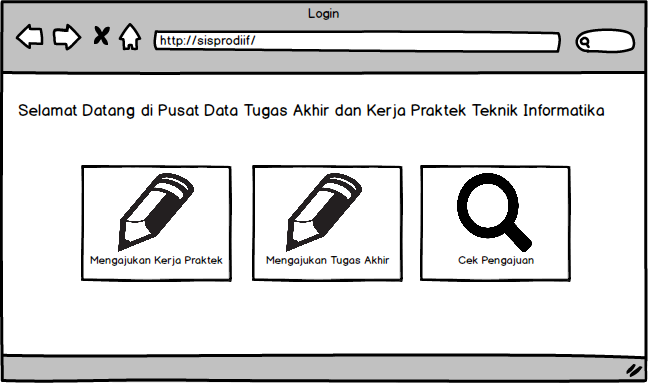 Login
http://sisprodiif/
Selamat Datang di Pusat Data Tugas Akhir dan Kerja Praktek Teknik Informatika
Mengajukan Kerja Praktek
Mengajukan Tugas Akhir
Cek Pengajuan